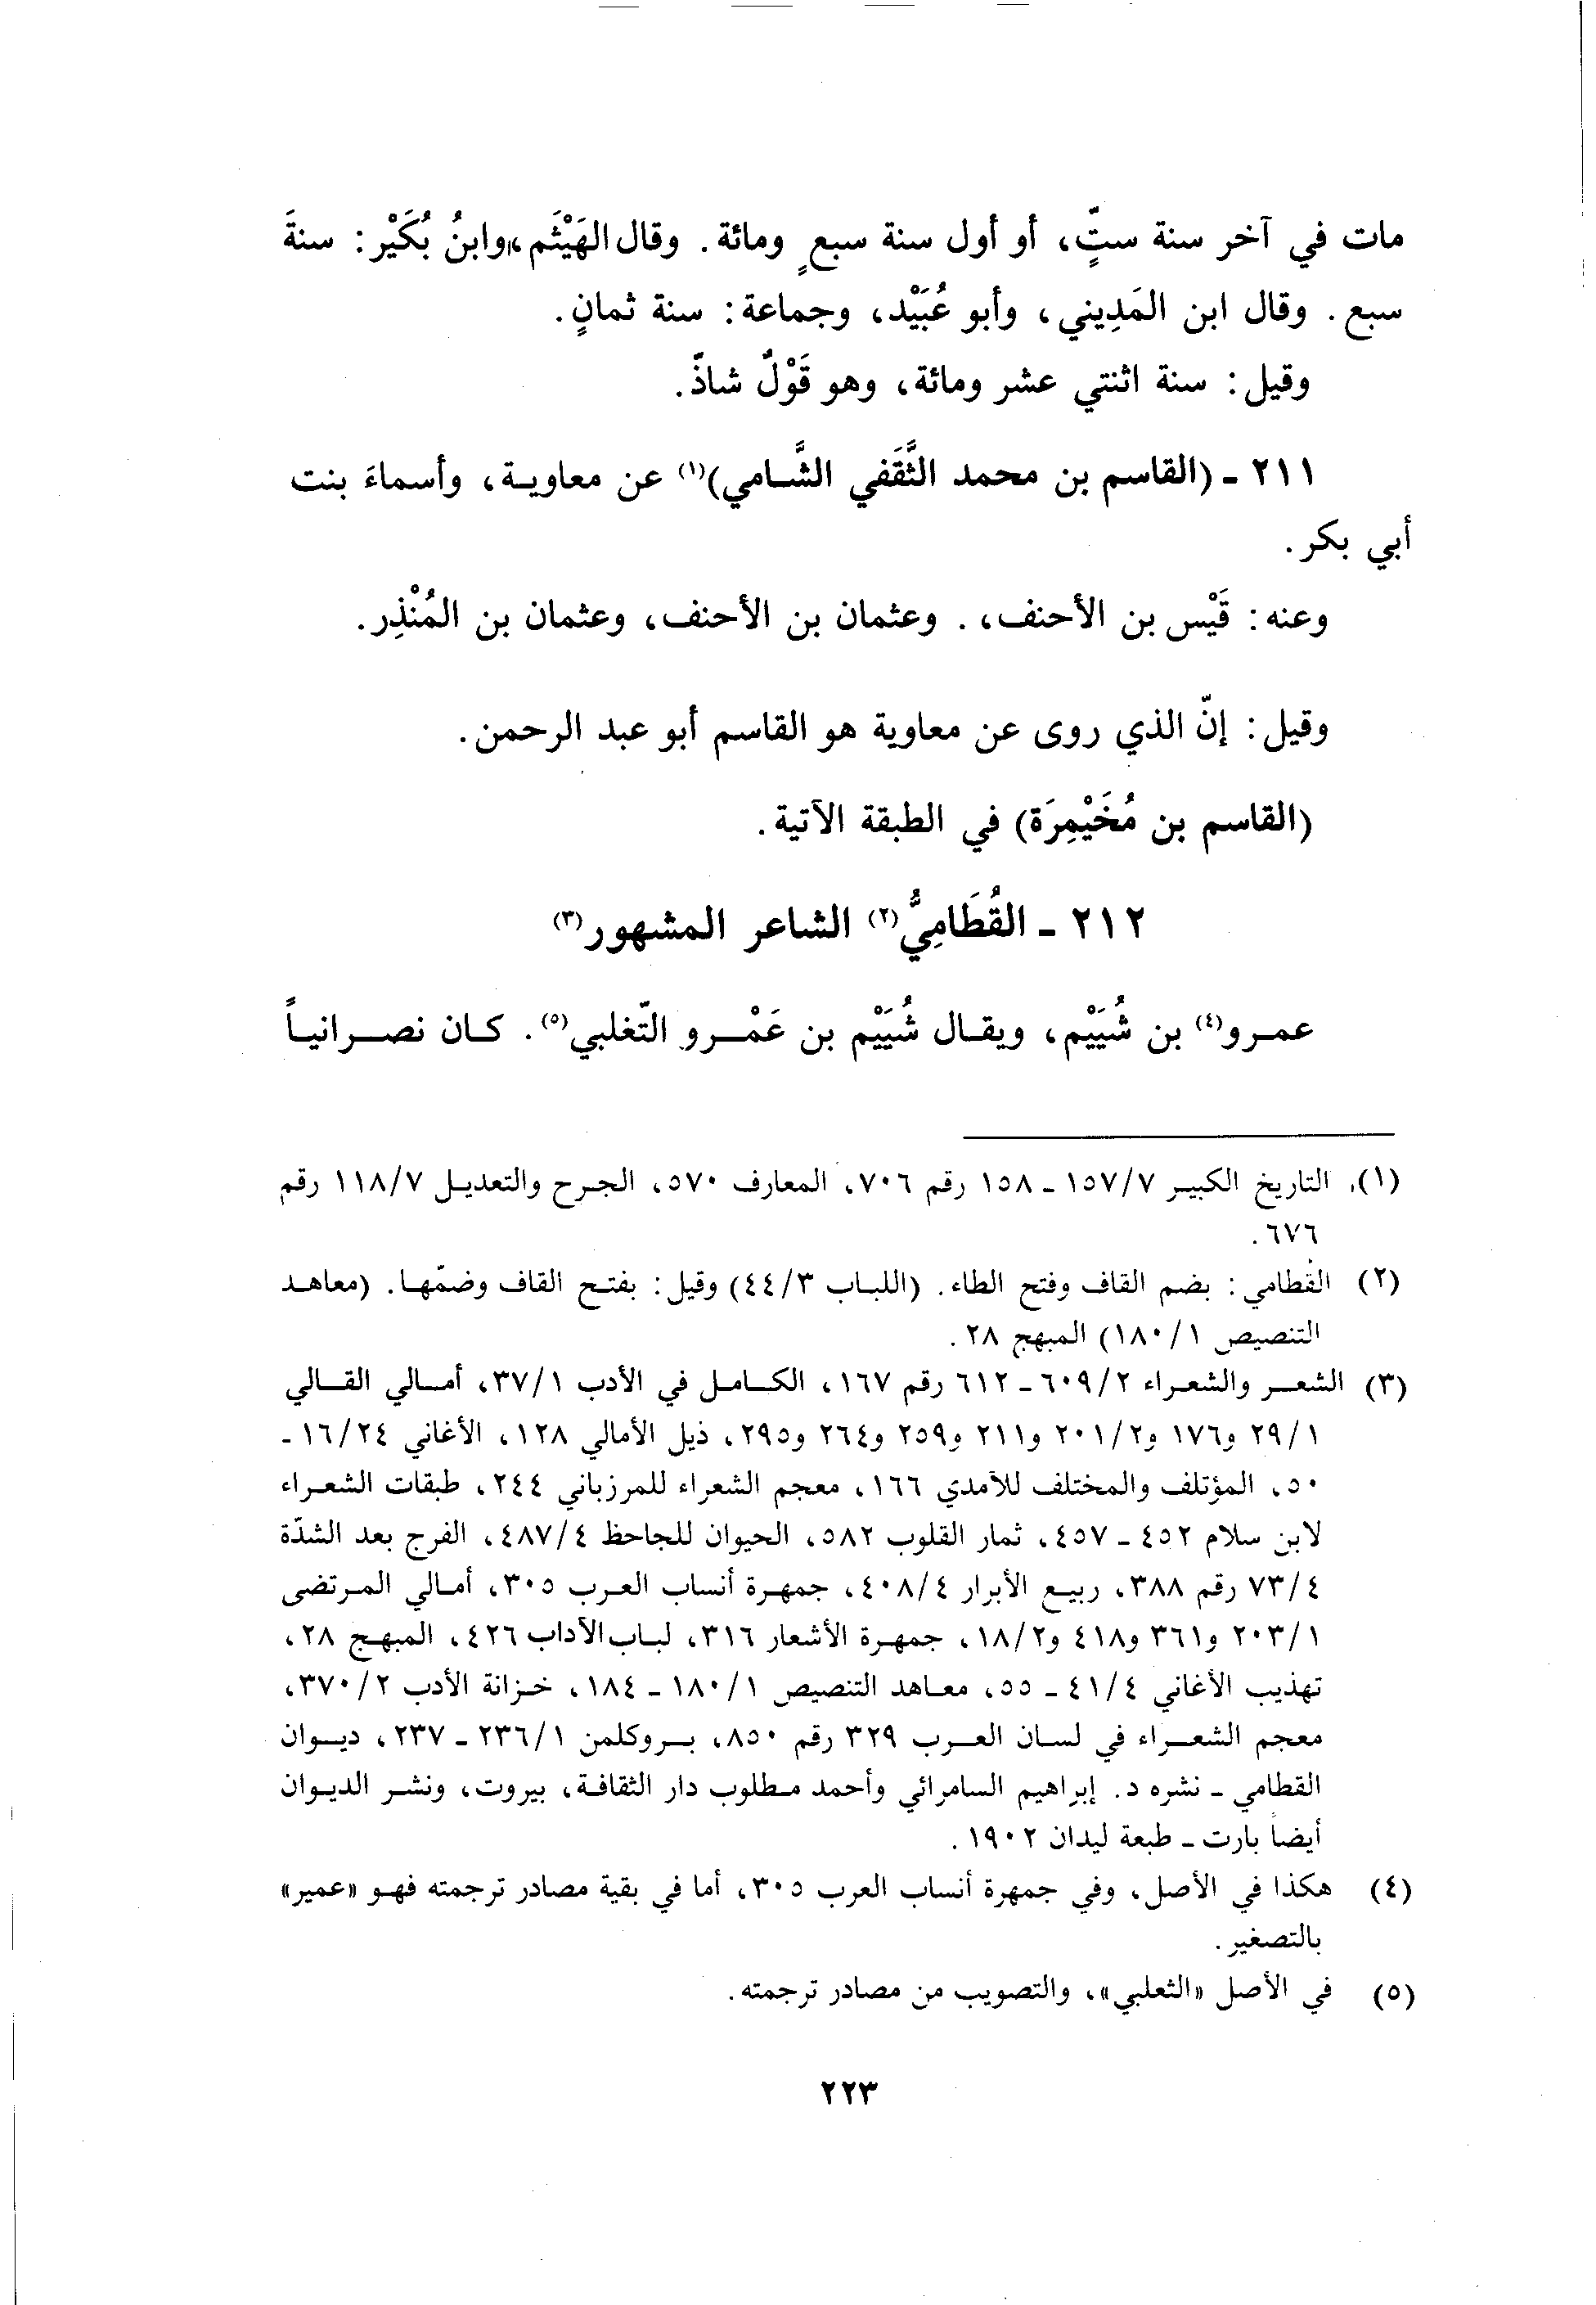 مات في آخر سنة ستٍّ، أو أول سنة سبعٍ ومائة. وقال الهَيْثَم، وابنُ بُكَيْر: سنةَ
سبع. وقال ابن المَدِيني، وأبو عُبَيْد، وجماعة: سنة ثمانٍ.
وقيل: سنة اثنتي عشر ومائة، وهو قَوْلٌ شاذّ.
٢١١ ـ (القاسم بن محمد الثَّقَفي الشَّامي)(١) عن معاوية، وأسماءَ بنت
أبي بكر.
وعنه: قَيْس بن الأحنف،. وعثمان بن الأحنف، وعثمان بن المُنْذِر.
وقيل: إنّ الذي روى عن معاوية هو القاسم أبو عبد الرحمن.
(القاسم بن مُخَيْمِرَة) في الطبقة الآتية.
٢١٢ ـ القُطَامِيُّ(٢) الشاعر المشهور(٣)
عمرو(٤) بن شُيَيْم، ويقال شُيَيْم بن عَمْرو التّغلبي(٥). كان نصرانياً
(١) التاريخ الكبير ١٥٧/٧ ـ ١٥٨ رقم ٧٠٦، المعارف ٥٧٠، الجرح والتعديل ١١٨/٧ رقم
٦٧٦.
(٢) القُطامي: بضم القاف وفتح الطاء. (اللباب ٤٤/٣) وقيل: بفتح القاف وضمّها. (معاهد
التنصيص ١٨٠/١) المبهج ٢٨.
(٣) الشعر والشعراء ٦٠٩/٢ ـ ٦١٢ رقم ١٦٧، الكامل في الأدب ٣٧/١، أمالي القالي
٢٩/١ و١٧٦ و٢٠١/٢ و٢١١ و٢٥٩ و٢٦٤ و٢٩٥، ذيل الأمالي ١٢٨، الأغاني ١٦/٢٤ ـ
٥٠، المؤتلف والمختلف للآمدي ١٦٦، معجم الشعراء للمرزباني ٢٤٤، طبقات الشعراء
لابن سلام ٤٥٢ ـ ٤٥٧، ثمار القلوب ٥٨٢، الحيوان للجاحظ ٤٨٧/٤، الفرج بعد الشدّة
٧٣/٤ رقم ٣٨٨، ربيع الأبرار ٤٠٨/٤، جمهرة أنساب العرب ٣٠٥، أمالي المرتضى
٢٠٣/١ و٣٦١ و٤١٨ و١٨/٢، جمهرة الأشعار ٣١٦، لباب الآداب ٤٢٦، المبهج ٢٨،
تهذيب الأغاني ٤١/٤ ـ ٥٥، معاهد التنصيص ١٨٠/١ ـ ١٨٤، خزانة الأدب ٣٧٠/٢،
معجم الشعراء في لسان العرب ٣٢٩ رقم ٨٥٠، بروكلمن ٢٣٦/١ ـ ٢٣٧، ديوان
القطامي ـ نشره د. إبراهيم السامرائي وأحمد مطلوب دار الثقافة، بيروت، ونشر الديوان
أيضاً بارت ـ طبعة ليدان ١٩٠٢.
(٤) هكذا في الأصل، وفي جمهرة أنساب العرب ٣٠٥، أما في بقية مصادر ترجمته فهو «عمير»
بالتصغير.
(٥) في الأصل «الثعلبي»، والتصويب من مصادر ترجمته.
٢٢٣